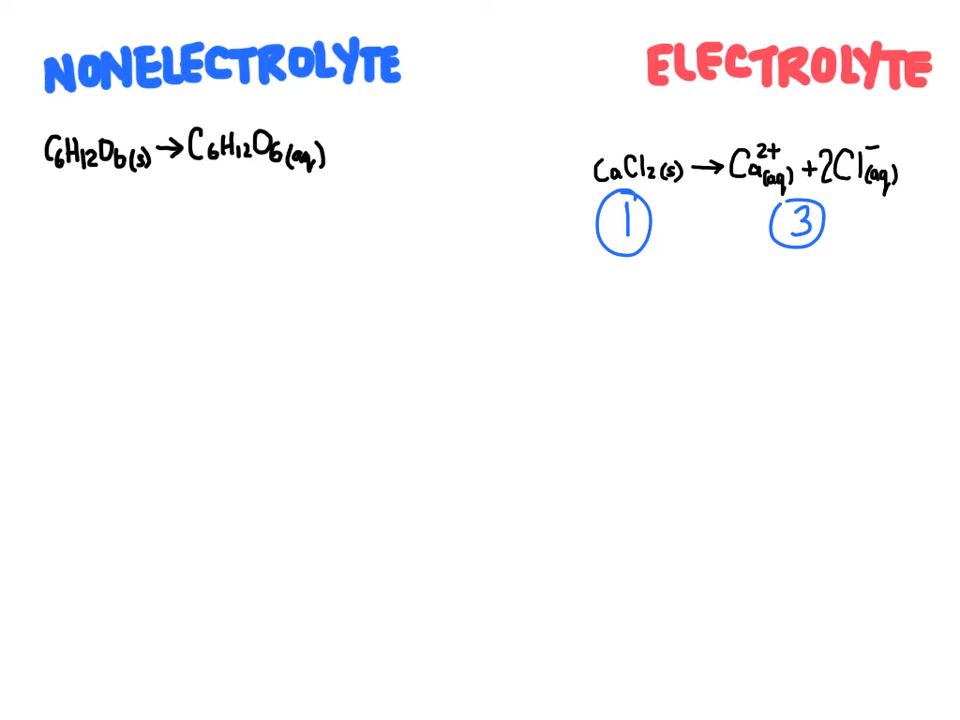 NONELECTROLYTE
ELECTROLYTE
C6H12O6(s) → C6H12O6(aq)
CaCl2(s) → Ca2+(aq) + 2Cl-(aq)
1
3